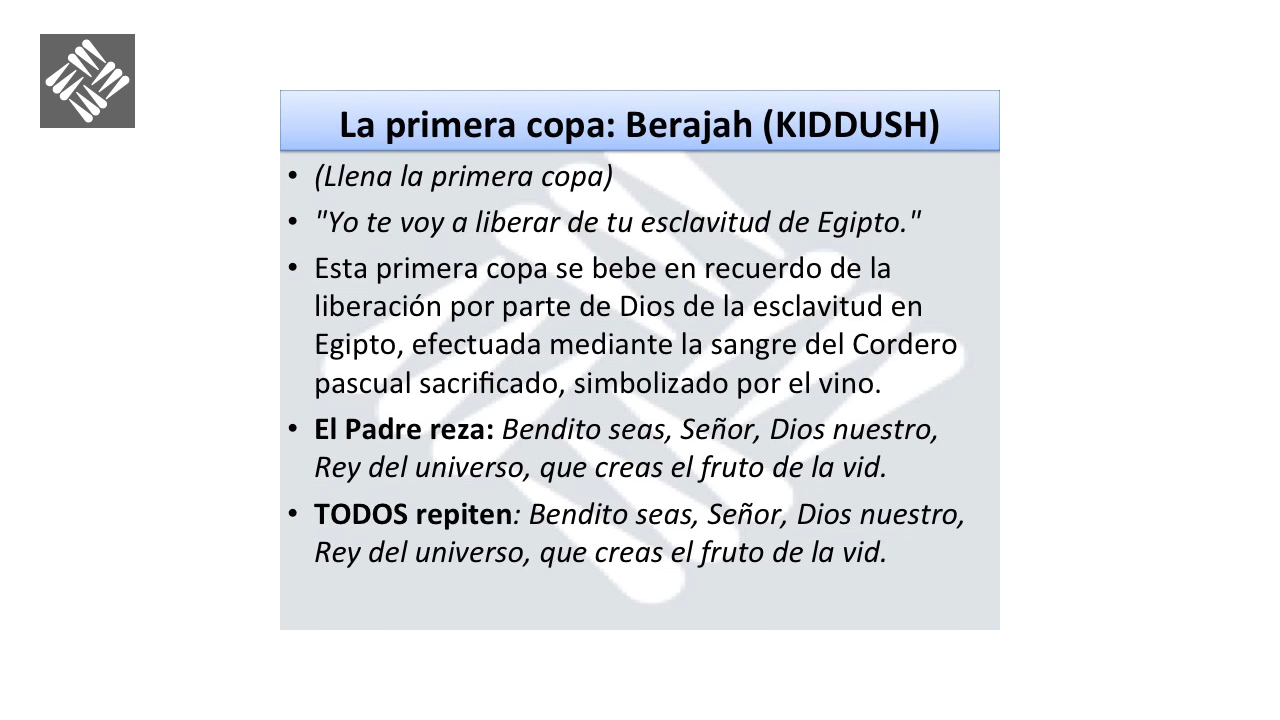 La primera copa: Berajah (KIDDUSH)
• (Llena la primera copa)
• "Yo te voy a liberar de tu esclavitud de Egipto."
• Esta primera copa se bebe en recuerdo de la
liberación por parte de Dios de la esclavitud en
Egipto, efectuada mediante la sangre del Cordero
pascual sacrificado, simbolizado por el vino.
• El Padre reza: Bendito seas, Señor, Dios nuestro,
Rey del universo, que creas el fruto de la vid.
• TODOS repiten: Bendito seas, Señor, Dios nuestro,
Rey del universo, que creas el fruto de la vid.